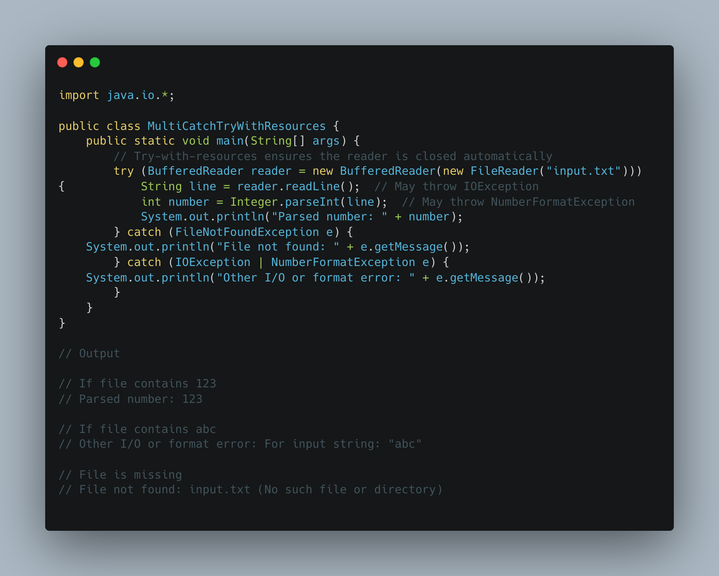 import java.io.*;

public class MultiCatchTryWithResources {
    public static void main(String[] args) {
        // Try-with-resources ensures the reader is closed automatically
        try (BufferedReader reader = new BufferedReader(new FileReader("input.txt")))
{           String line = reader.readLine();  // May throw IOException
            int number = Integer.parseInt(line);  // May throw NumberFormatException
            System.out.println("Parsed number: " + number);
        } catch (FileNotFoundException e) {
    System.out.println("File not found: " + e.getMessage());
        } catch (IOException | NumberFormatException e) {
    System.out.println("Other I/O or format error: " + e.getMessage());
        }
    }
}

// Output

// If file contains 123
// Parsed number: 123

// If file contains abc
// Other I/O or format error: For input string: "abc"

// File is missing
// File not found: input.txt (No such file or directory)